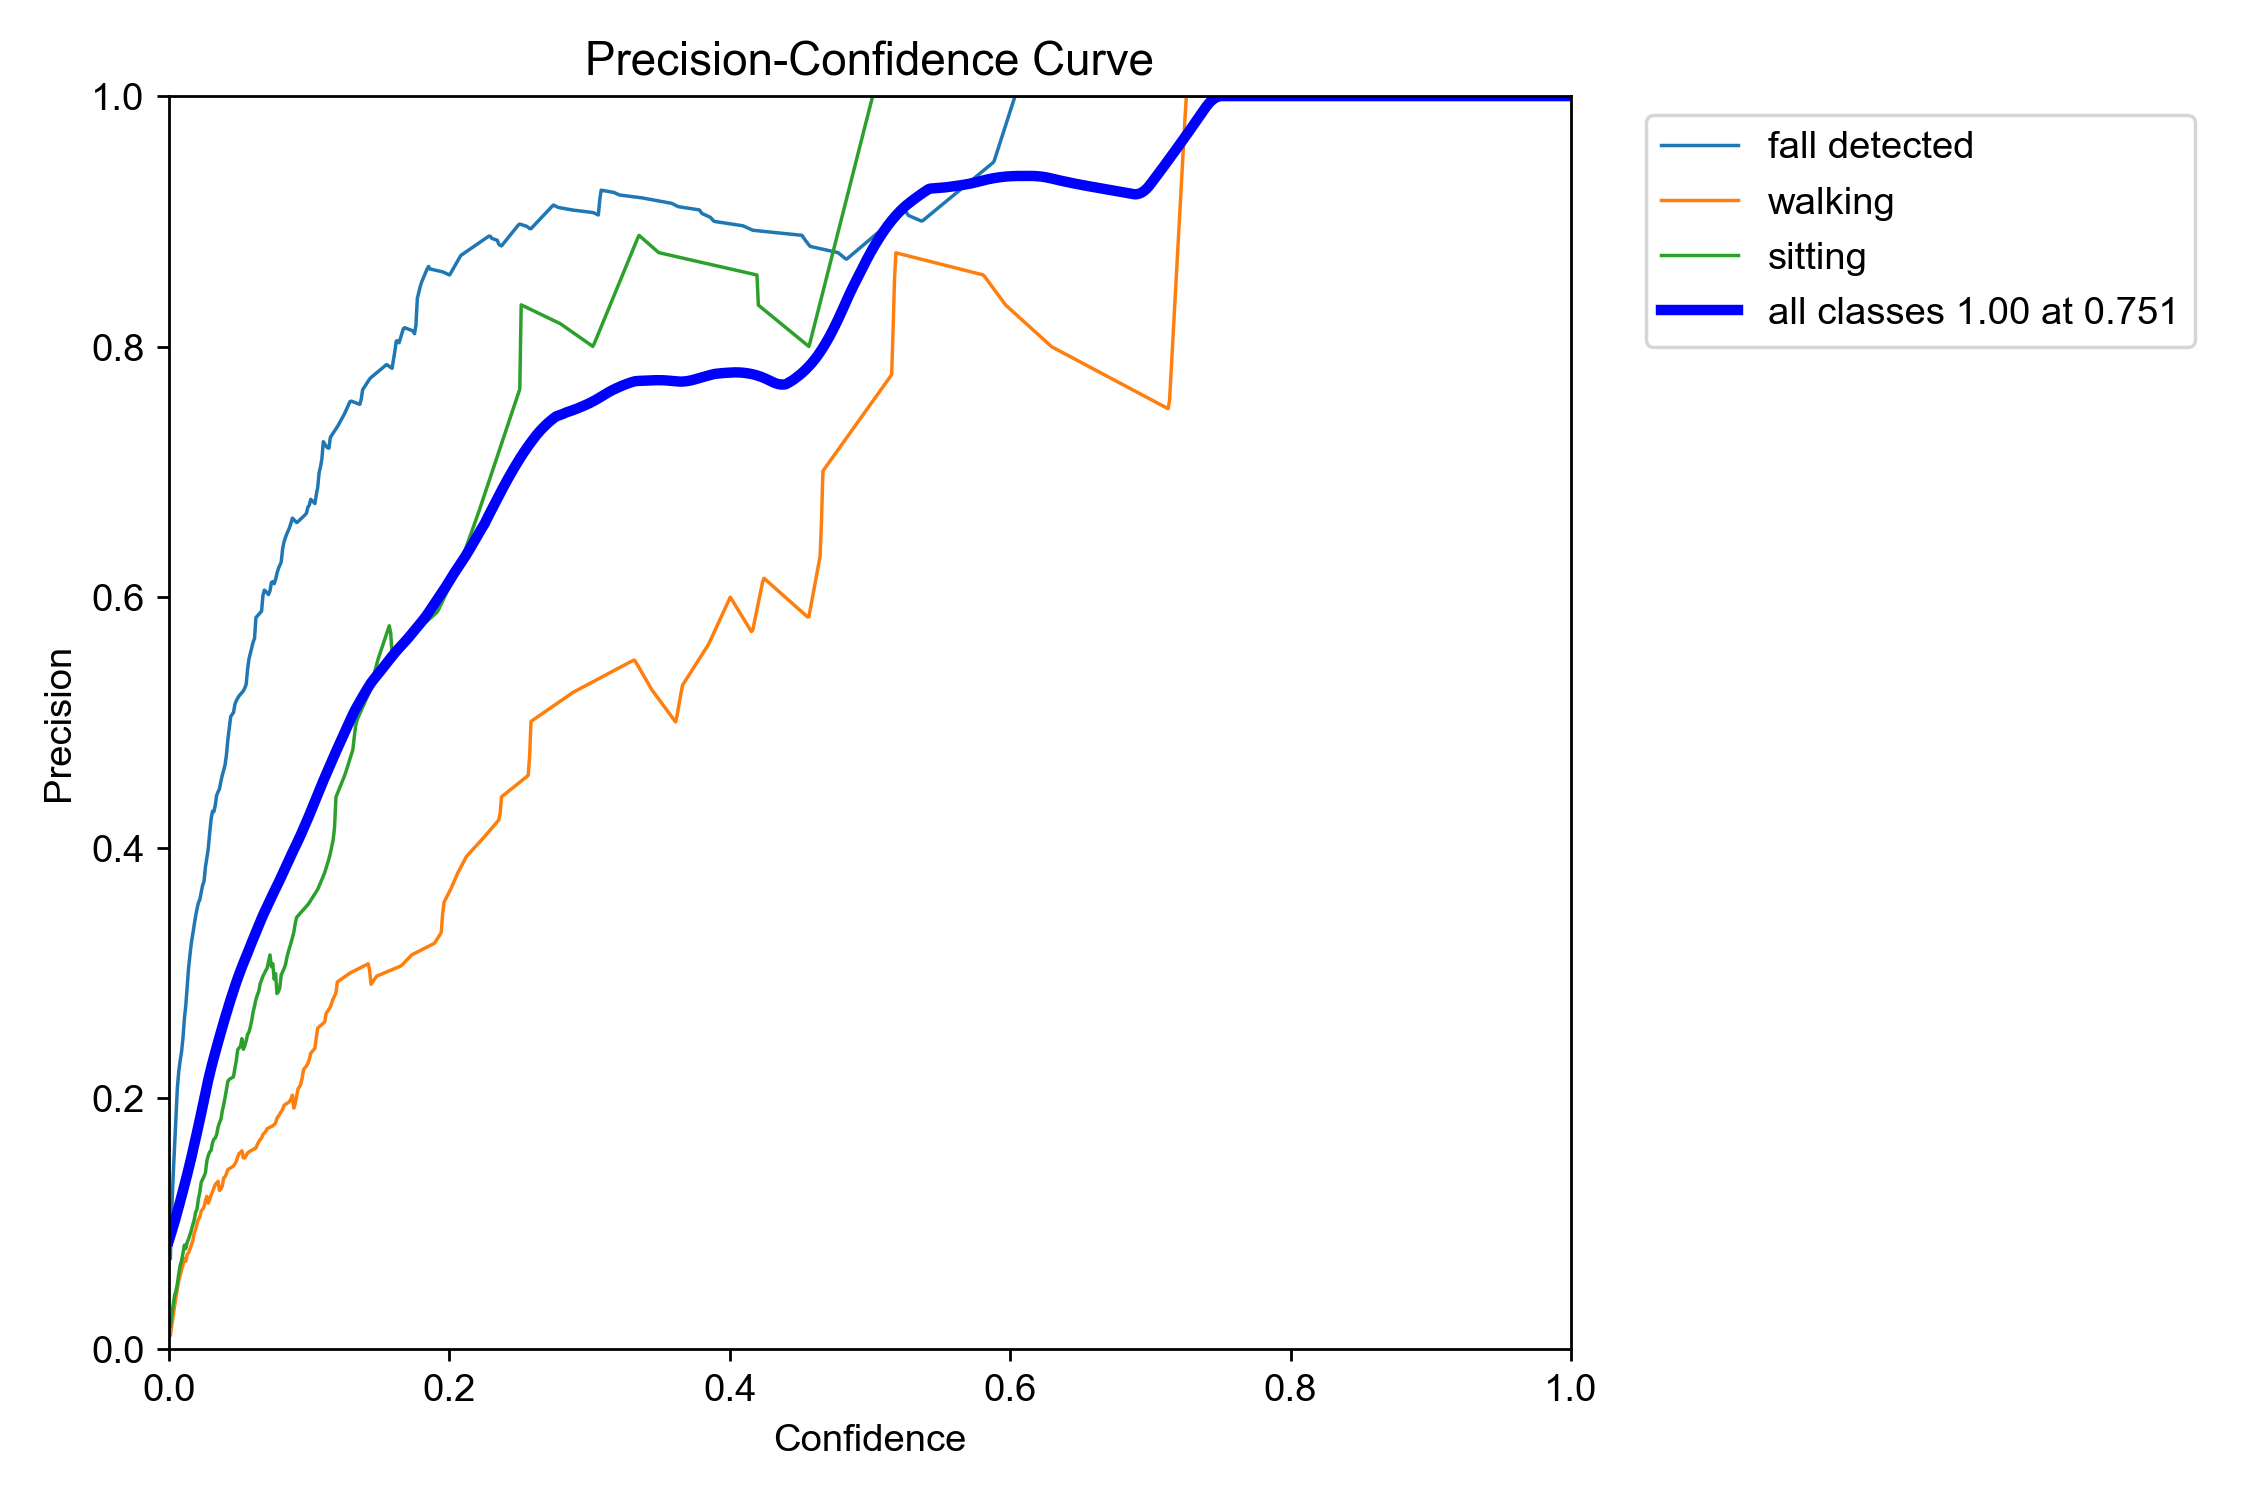 Precision-Confidence Curve
1.0
0.8
0.6
0.4
0.2
0.0
Precision
0.0 0.2 0.4 0.6 0.8 1.0
Confidence
fall detected
walking
sitting
all classes 1.00 at 0.751